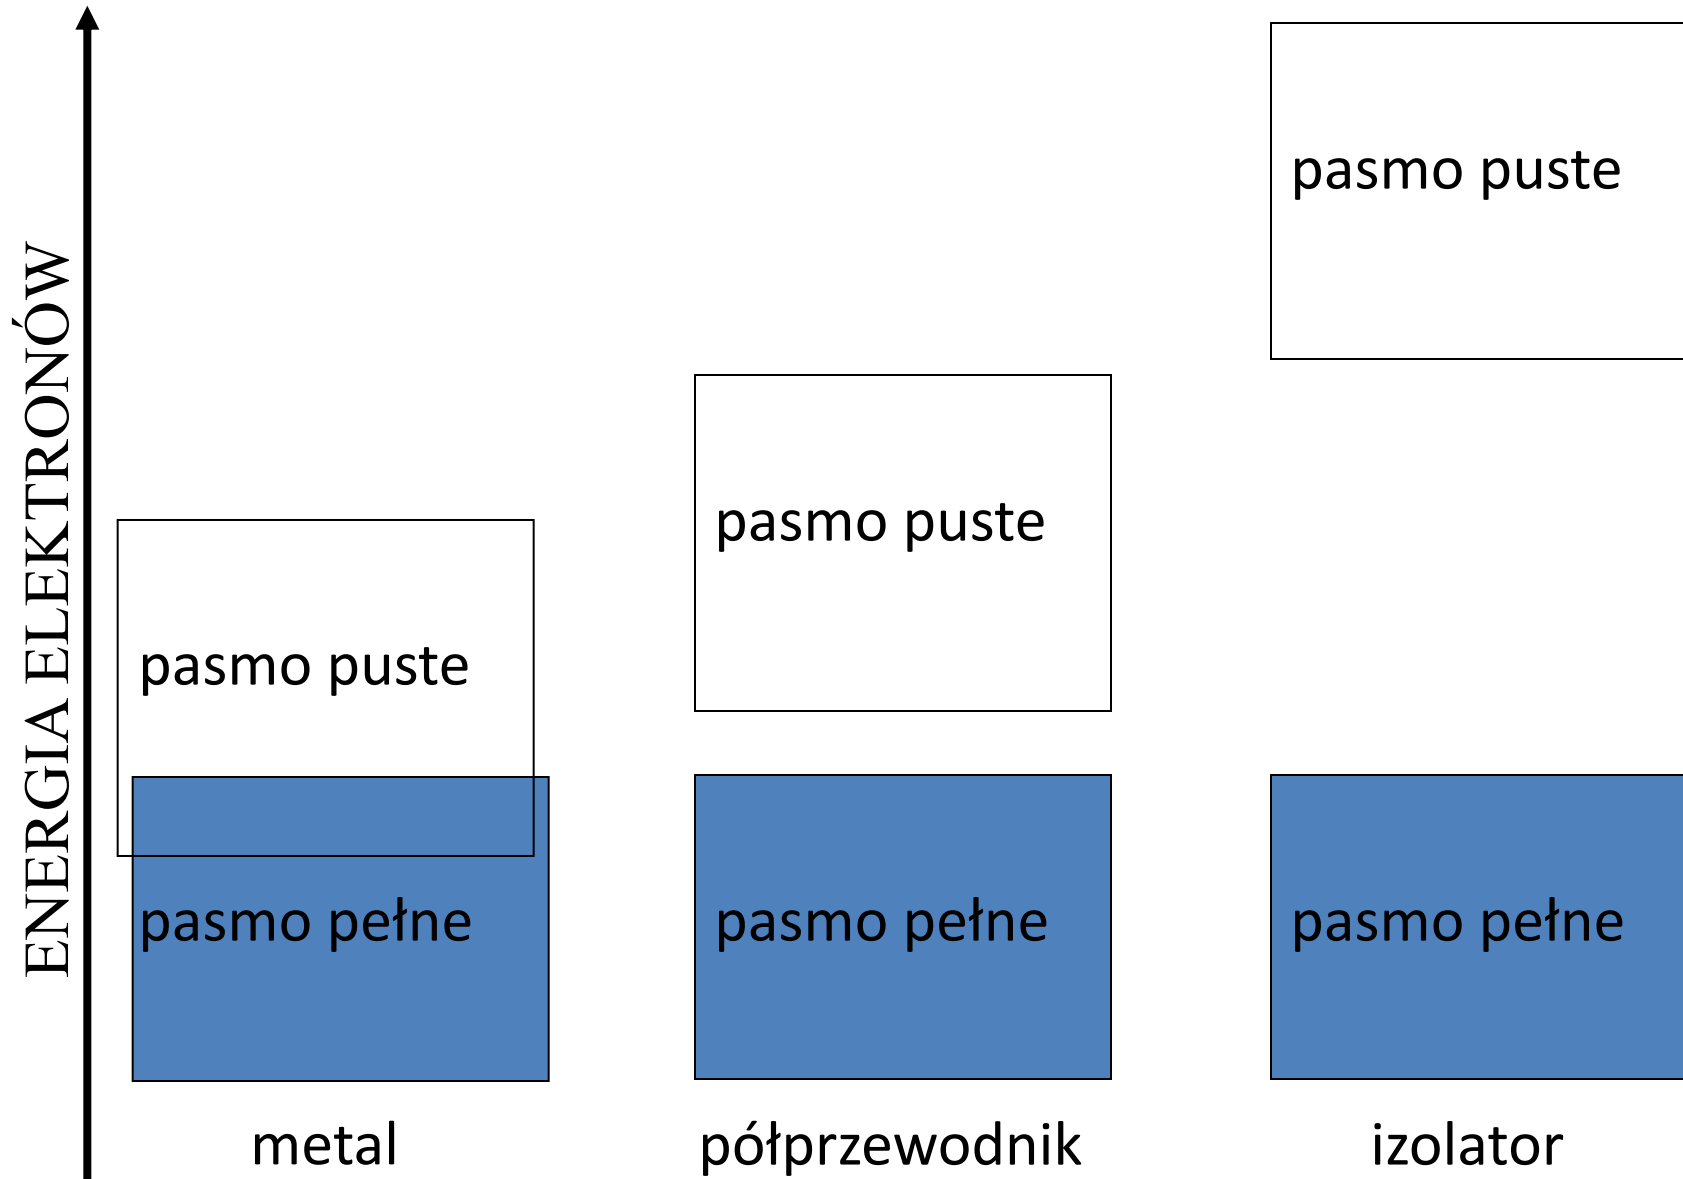 ENERGIA ELEKTRONÓW
pasmo puste
pasmo puste
pasmo puste
pasmo pełne
pasmo pełne
pasmo pełne
metal
półprzewodnik
izolator